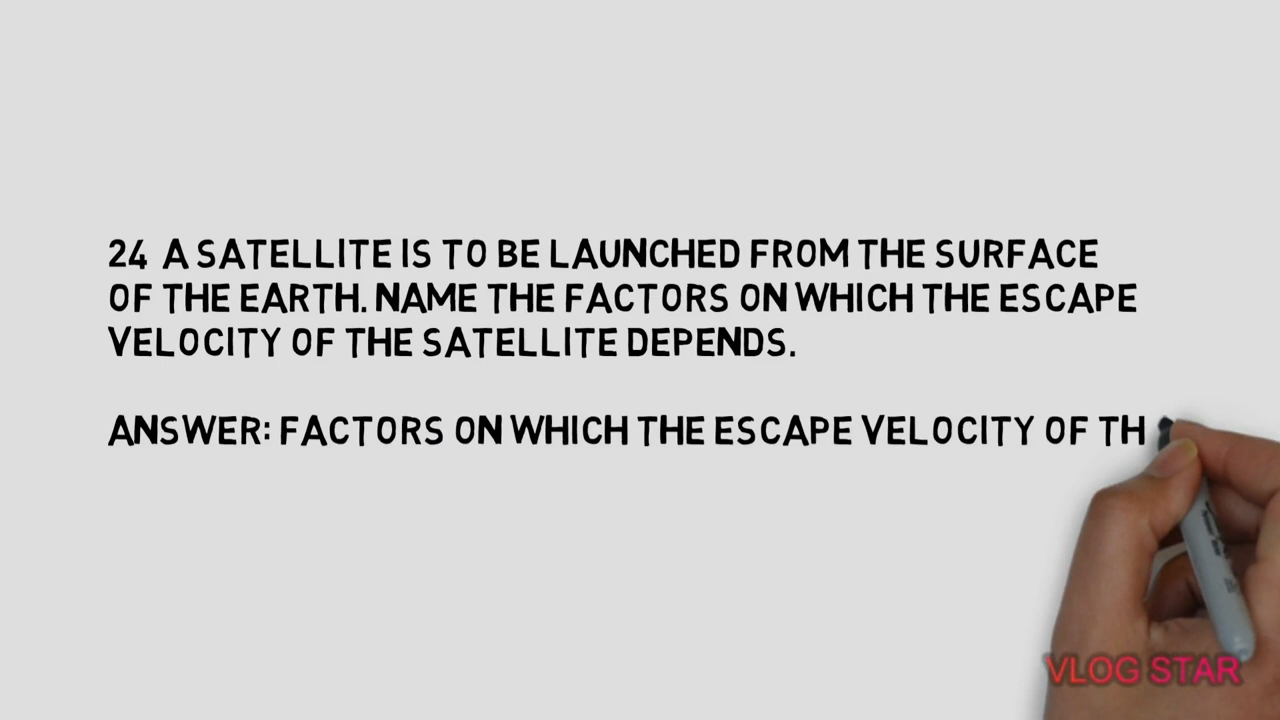 24 A SATELLITE IS TO BE LAUNCHED FROM THE SURFACE
OF THE EARTH. NAME THE FACTORS ON WHICH THE ESCAPE
VELOCITY OF THE SATELLITE DEPENDS.
ANSWER: FACTORS ON WHICH THE ESCAPE VELOCITY OF TH
VLOG STAR